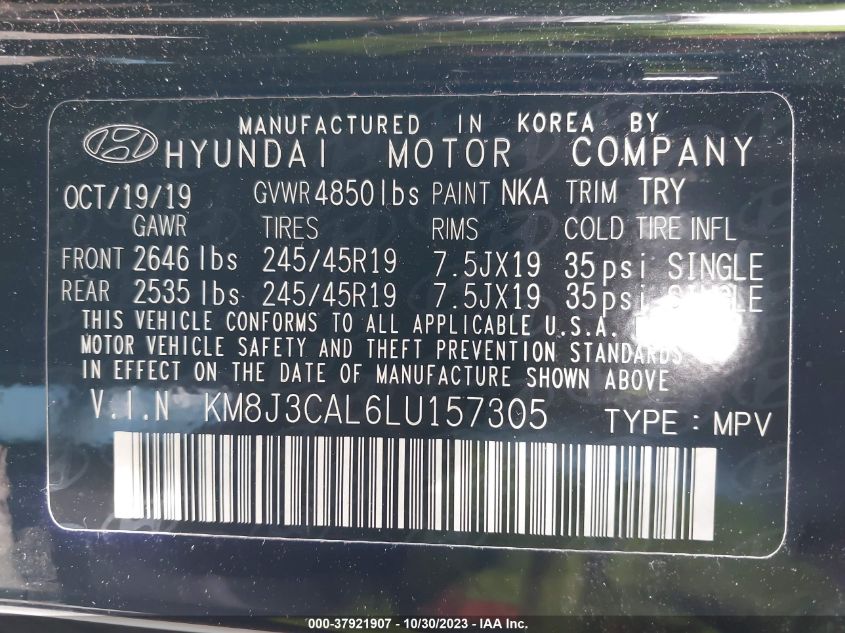 MANUFACTURED IN KOREA BY
HYUNDAI MOTOR COMPANY
OCT/19/19 GVWR 4850 lbs PAINT NKA TRIM TRY
GAWR TIRES RIMS COLD TIRE INFL
FRONT 2646 lbs 245/45R19 7.5JX19 35psi SINGLE
REAR 2535 lbs 245/45R19 7.5JX19 35psi SINGLE
THIS VEHICLE CONFORMS TO ALL APPLICABLE U.S.A.
MOTOR VEHICLE SAFETY AND THEFT PREVENTION STANDARDS
IN EFFECT ON THE DATE OF MANUFACTURE SHOWN ABOVE
V.I.N KM8J3CAL6LU157305 TYPE : MPV
000-37921907 - 10/30/2023 - IAA Inc.